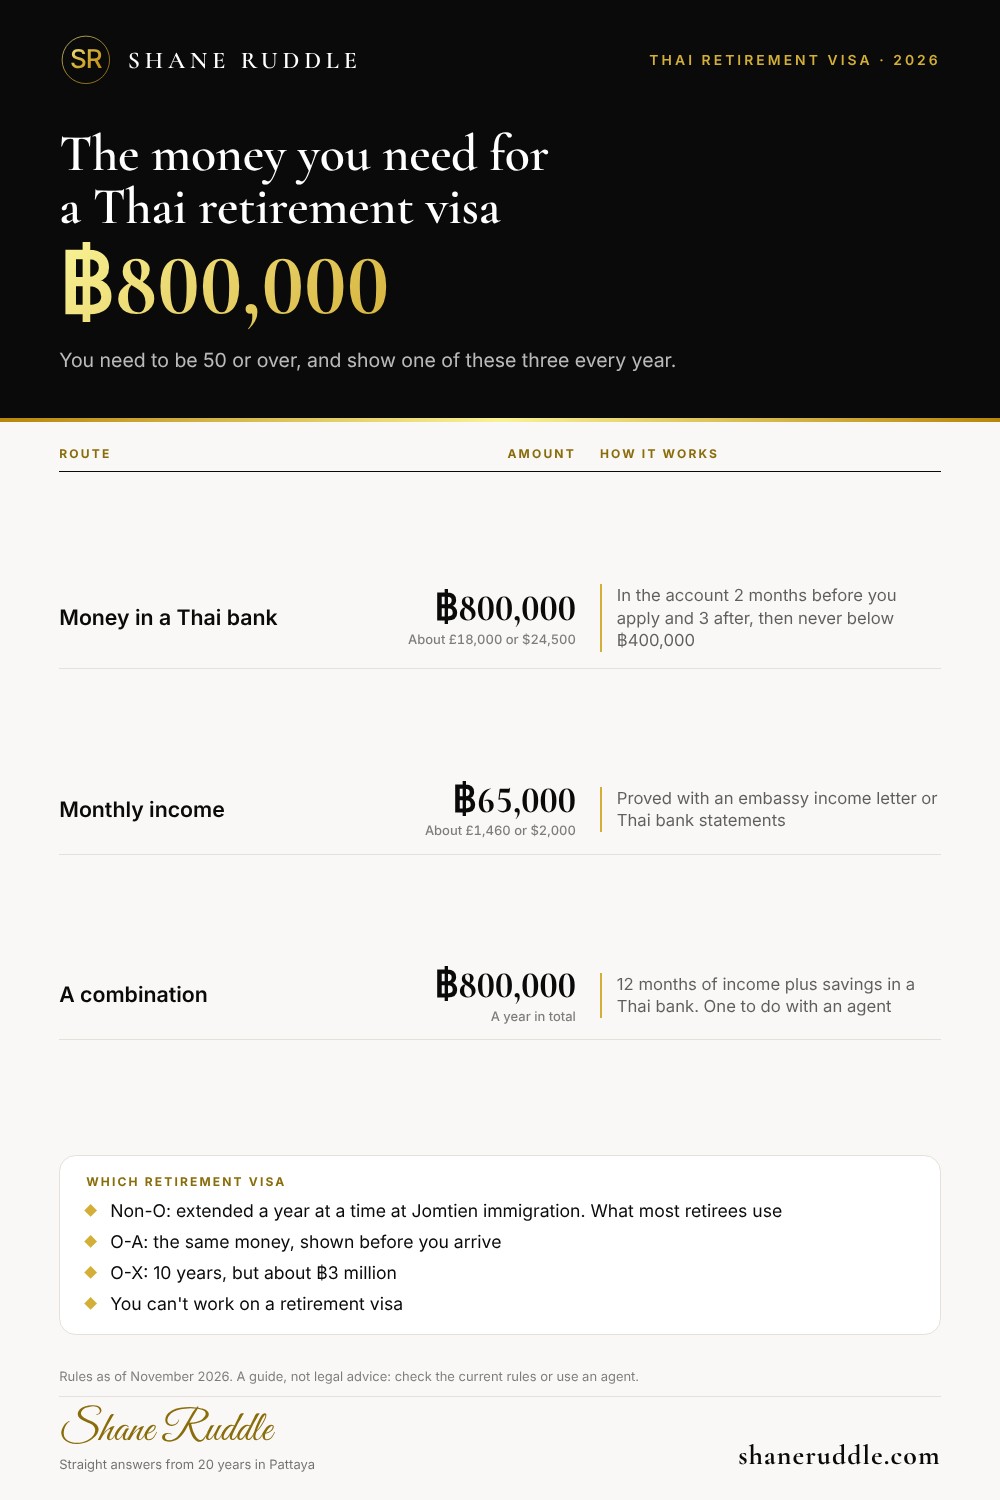 SR SHANE RUDDLE
THAI RETIREMENT VISA · 2026
The money you need for
a Thai retirement visa
฿800,000
You need to be 50 or over, and show one of these three every year.
ROUTE AMOUNT HOW IT WORKS
Money in a Thai bank
฿800,000
About £18,000 or $24,500
In the account 2 months before you
apply and 3 after, then never below
฿400,000
Monthly income
฿65,000
About £1,460 or $2,000
Proved with an embassy income letter or
Thai bank statements
A combination
฿800,000
A year in total
12 months of income plus savings in a
Thai bank. One to do with an agent
WHICH RETIREMENT VISA
Non-O: extended a year at a time at Jomtien immigration. What most retirees use
O-A: the same money, shown before you arrive
O-X: 10 years, but about ฿3 million
You can't work on a retirement visa
Rules as of November 2026. A guide, not legal advice: check the current rules or use an agent.
Shane Ruddle
Straight answers from 20 years in Pattaya
shaneruddle.com